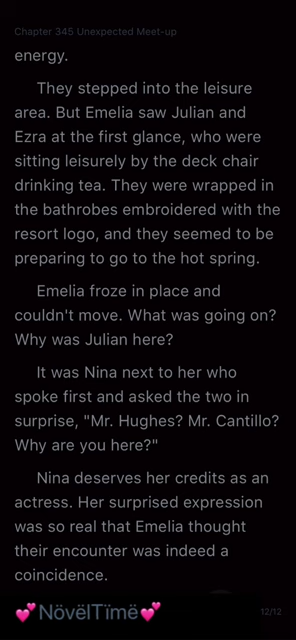 Chapter 345 Unexpected Meet-up
energy.
They stepped into the leisure
area. But Emelia saw Julian and
Ezra at the first glance, who were
sitting leisurely by the deck chair
drinking tea. They were wrapped in
the bathrobes embroidered with the
resort logo, and they seemed to be
preparing to go to the hot spring.
Emelia froze in place and
couldn't move. What was going on?
Why was Julian here?
It was Nina next to her who
spoke first and asked the two in
surprise, "Mr. Hughes? Mr. Cantillo?
Why are you here?"
Nina deserves her credits as an
actress. Her surprised expression
was so real that Emelia thought
their encounter was indeed a
coincidence.
💕NövëlTïmë💕 12/12